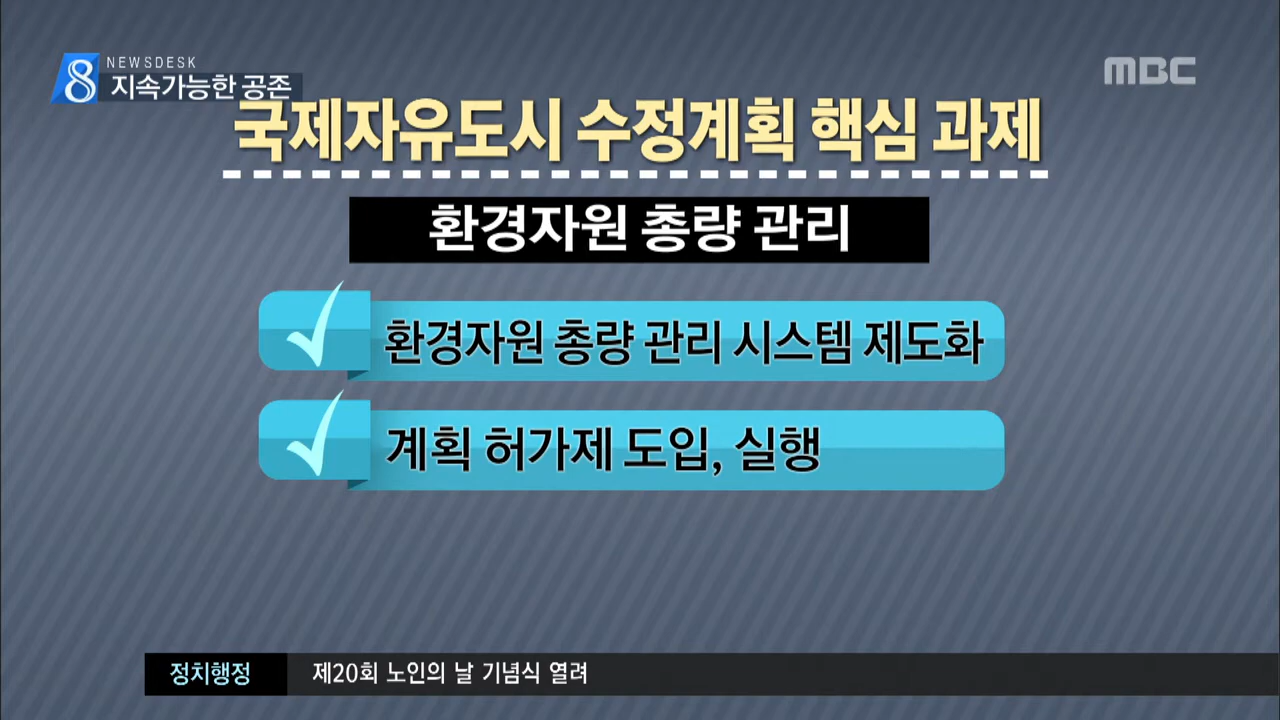 8 NEWSDESK
지속가능한 공존
MBC
국제자유도시 수정계획 핵심 과제
환경자원 총량 관리
환경자원 총량 관리 시스템 제도화
계획 허가제 도입, 실행
정치행정 제20회 노인의 날 기념식 열려